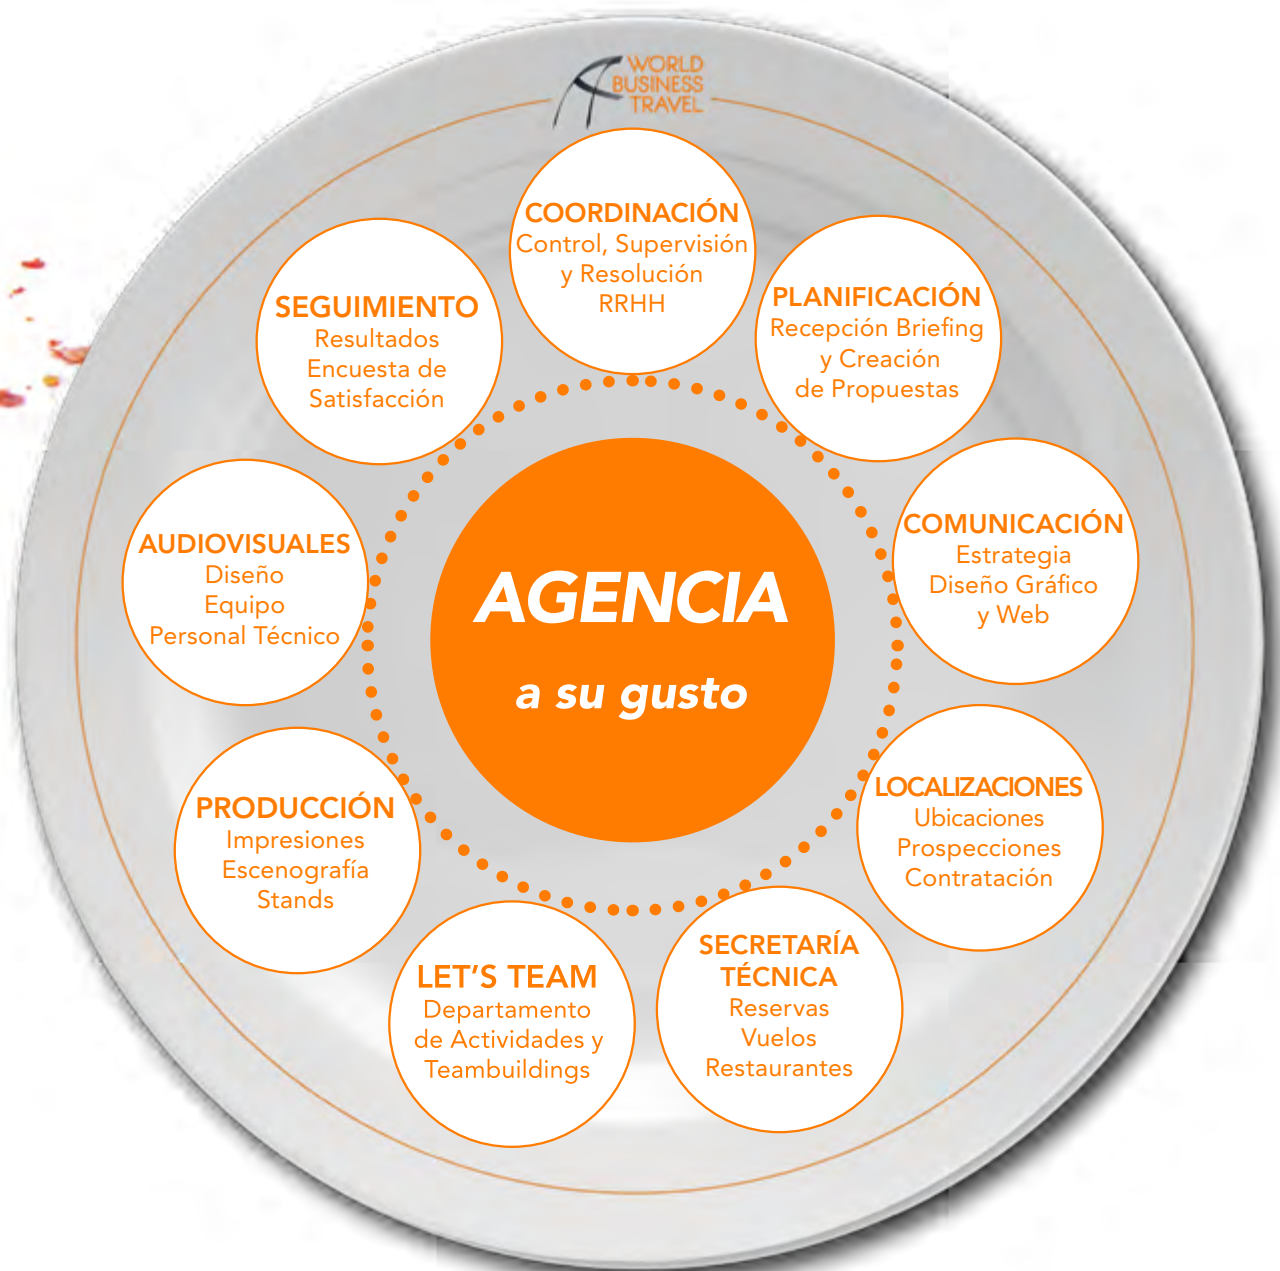 WORLD
BUSINESS
TRAVEL
COORDINACIÓN
Control, Supervisión
y Resolución
RRHH
PLANIFICACIÓN
Recepción Briefing
y Creación
de Propuestas
COMUNICACIÓN
Estrategia
Diseño Gráfico
y Web
LOCALIZACIONES
Ubicaciones
Prospecciones
Contratación
SECRETARÍA
TÉCNICA
Reservas
Vuelos
Restaurantes
LET'S TEAM
Departamento
de Actividades y
Teambuildings
PRODUCCIÓN
Impresiones
Escenografía
Stands
AUDIOVISUALES
Diseño
Equipo
Personal Técnico
SEGUIMIENTO
Resultados
Encuesta de
Satisfacción
AGENCIA
a su gusto